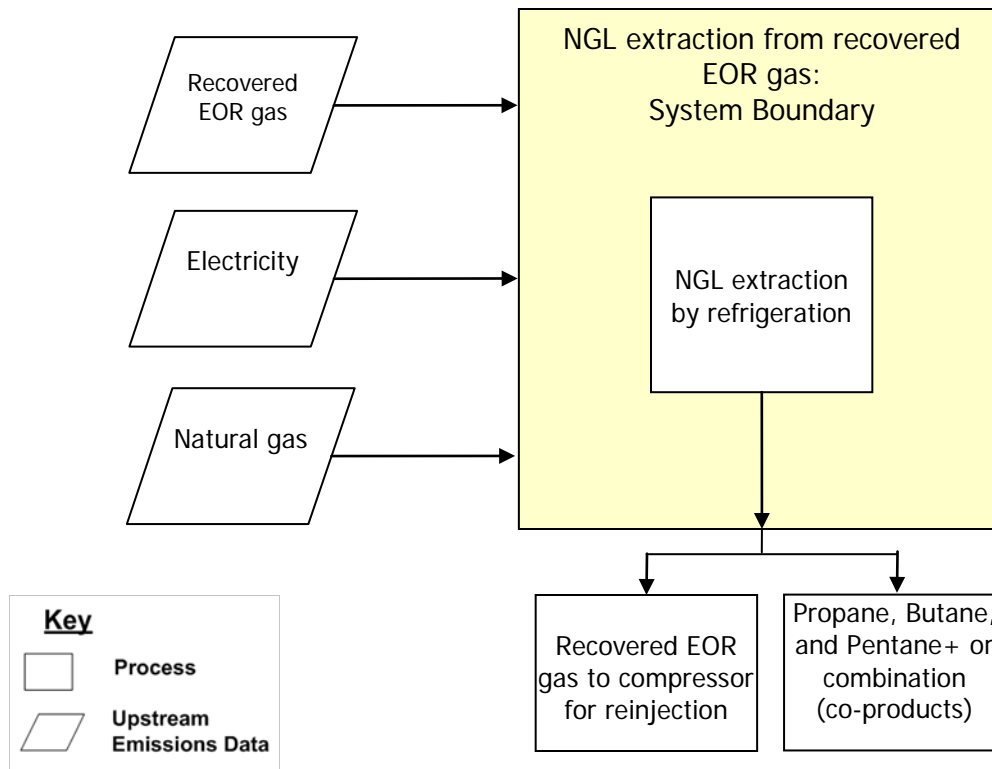 NGL extraction from recovered
EOR gas:
System Boundary
Recovered
EOR gas
Electricity
NGL extraction
by refrigeration
Natural gas
Recovered EOR
gas to compressor
for reinjection
Propane, Butane,
and Pentane+ or
combination
(co-products)
Key
Process
Upstream
Emissions Data